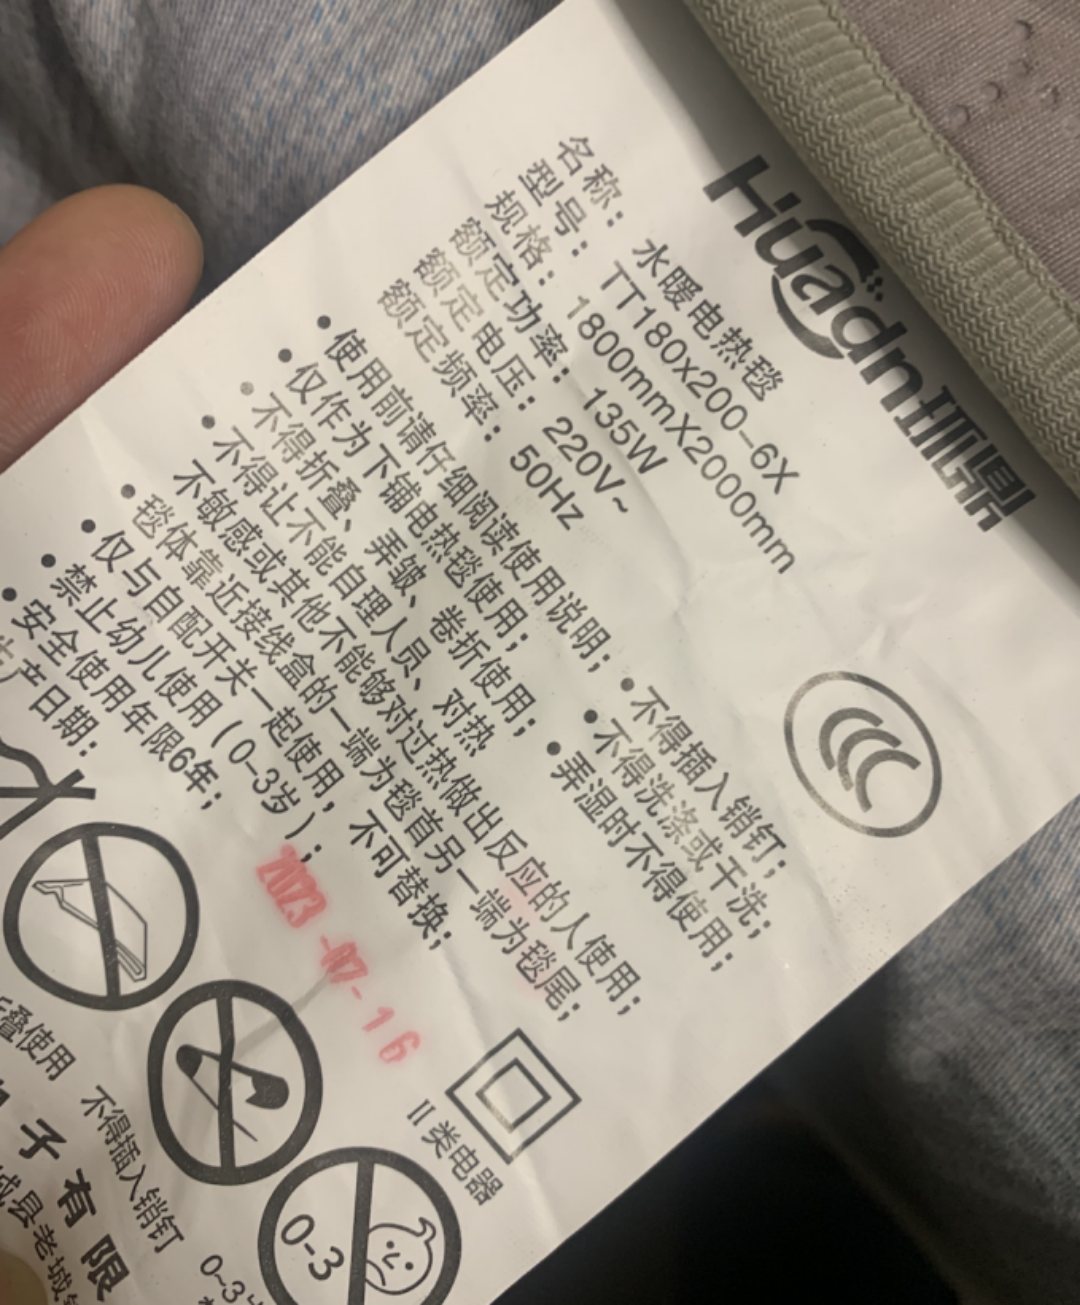 Huadn
名称：水暖电热毯
型号：TT180x200-6X
规格：1800mmX2000mm
额定功率：135W
额定电压：220V~
额定频率：50Hz
• 使用前请仔细阅读使用说明；• 不得插入销钉；
• 仅作为下铺电热毯使用；• 不得洗涤或干洗；
• 不得折叠、弄皱、卷折使用；• 弄湿时不得使用；
• 不得让不能自理人员、对热
不敏感或其他不能够对过热做出反应的人使用；
• 毯体靠近接线盒的一端为毯首另一端为毯尾；
• 仅与自配开关一起使用，不可替换；
• 禁止幼儿使用（0-3岁）；
• 安全使用年限6年；
生产日期：2023-07-16
II类电器
叠使用
不得插入销钉
0-3
0-3
子有限
县老城